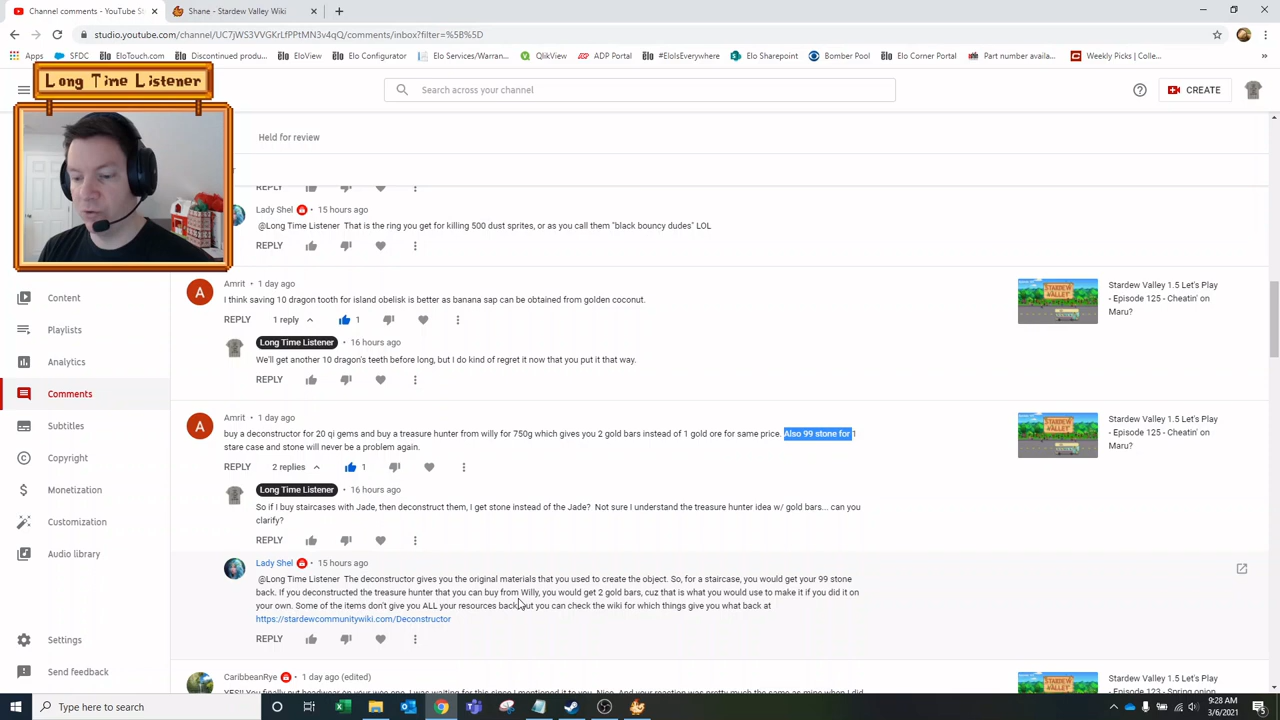 Channel comments - YouTube St
Shane - Stardew Valley Wiki
studio.youtube.com/channel/UC7jWS3VVGKrLfPPtMN3v4qQ/comments/inbox?filter=%5B%5D
Apps
SFDC
EloTouch.com
Discontinued produ...
EloView
Elo Configurator
Elo Services/Warran...
QlikView
ADP Portal
#EloIsEverywhere
Elo Sharepoint
Bomber Pool
Elo Corner Portal
Part number availa...
Weekly Picks | Colle...
Long Time Listener
Search across your channel
CREATE
Held for review
REPLY
Lady Shel • 15 hours ago
@Long Time Listener That is the ring you get for killing 500 dust sprites, or as you call them "black bouncy dudes" LOL
REPLY
Amrit • 1 day ago
I think saving 10 dragon tooth for island obelisk is better as banana sap can be obtained from golden coconut.
REPLY 1 reply 1
Stardew Valley 1.5 Let's Play
- Episode 125 - Cheatin' on
Maru?
Long Time Listener • 16 hours ago
We'll get another 10 dragon's teeth before long, but I do kind of regret it now that you put it that way.
REPLY
Amrit • 1 day ago
buy a deconstructor for 20 qi gems and buy a treasure hunter from willy for 750g which gives you 2 gold bars instead of 1 gold ore for same price. Also 99 stone for 1
stare case and stone will never be a problem again.
REPLY 2 replies 1
Stardew Valley 1.5 Let's Play
- Episode 125 - Cheatin' on
Maru?
Long Time Listener • 16 hours ago
So if I buy staircases with Jade, then deconstruct them, I get stone instead of the Jade? Not sure I understand the treasure hunter idea w/ gold bars... can you
clarify?
REPLY
Lady Shel • 15 hours ago
@Long Time Listener The deconstructor gives you the original materials that you used to create the object. So, for a staircase, you would get your 99 stone
back. If you deconstructed the treasure hunter that you can buy from Willy, you would get 2 gold bars, cuz that is what you would use to make it if you did it on
your own. Some of the items don't give you ALL your resources back, but you can check the wiki for which things give you what back at
https://stardewcommunitywiki.com/Deconstructor
REPLY
CaribbeanRye • 1 day ago (edited)
Stardew Valley 1.5 Let's Play
- Episode 123 - Spring onion
Content
Playlists
Analytics
Comments
Subtitles
Copyright
Monetization
Customization
Audio library
Settings
Send feedback
Type here to search
9:28 AM
3/6/2021